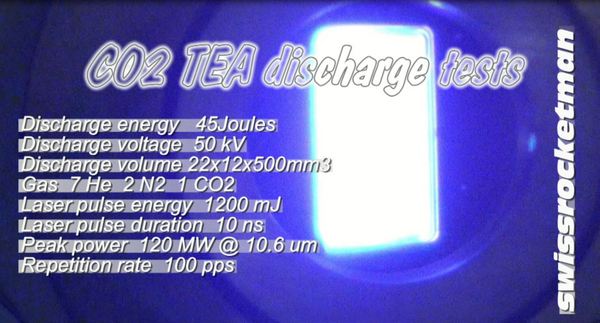 CO2 TEA discharge tests
Discharge energy 45Joules
Discharge voltage 50 kV
Discharge volume 22x12x500mm3
Gas 7 He 2 N2 1 CO2
Laser pulse energy 1200 mJ
Laser pulse duration 10 ns
Peak power 120 MW @ 10.6 um
Repetition rate 100 pps
swissrocketman